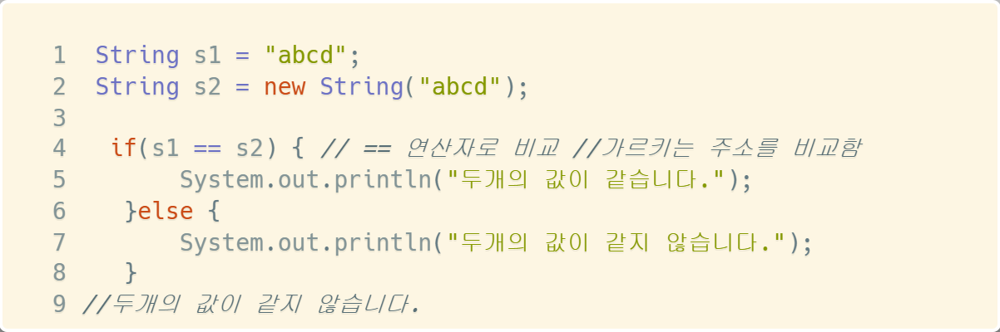 1 String s1 = "abcd";
2 String s2 = new String("abcd");
3
4 if(s1 == s2) { // == 연산자로 비교 //가르키는 주소를 비교함
5 System.out.println("두개의 값이 같습니다.");
6 }else {
7 System.out.println("두개의 값이 같지 않습니다.");
8 }
9 //두개의 값이 같지 않습니다.